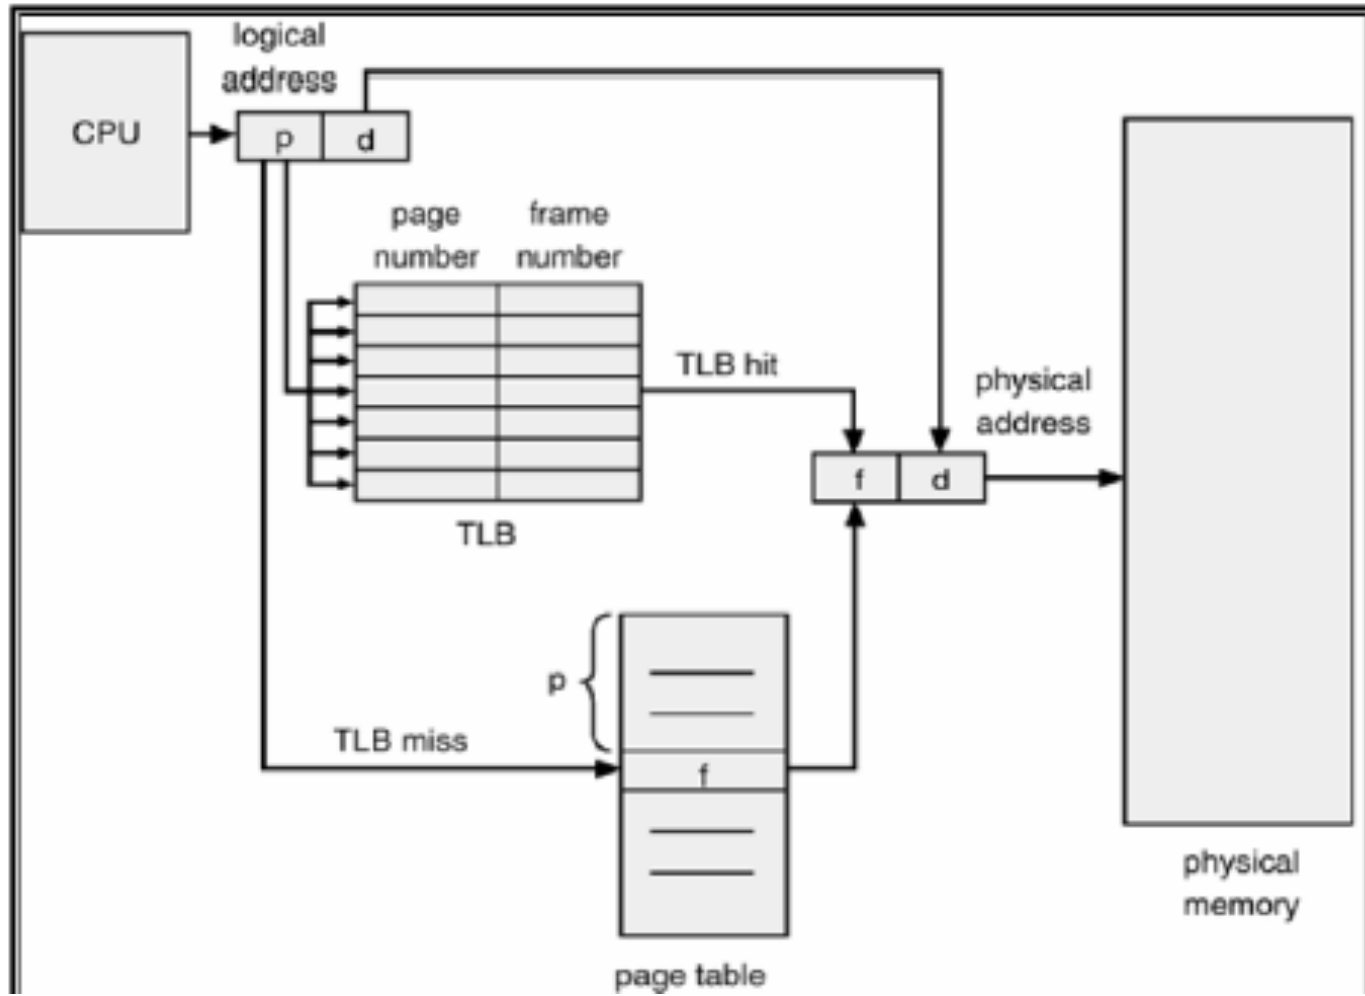 logical
address
CPU
p
d
page
number
frame
number
TLB hit
physical
address
f
d
TLB
p
TLB miss
f
physical
memory
page table